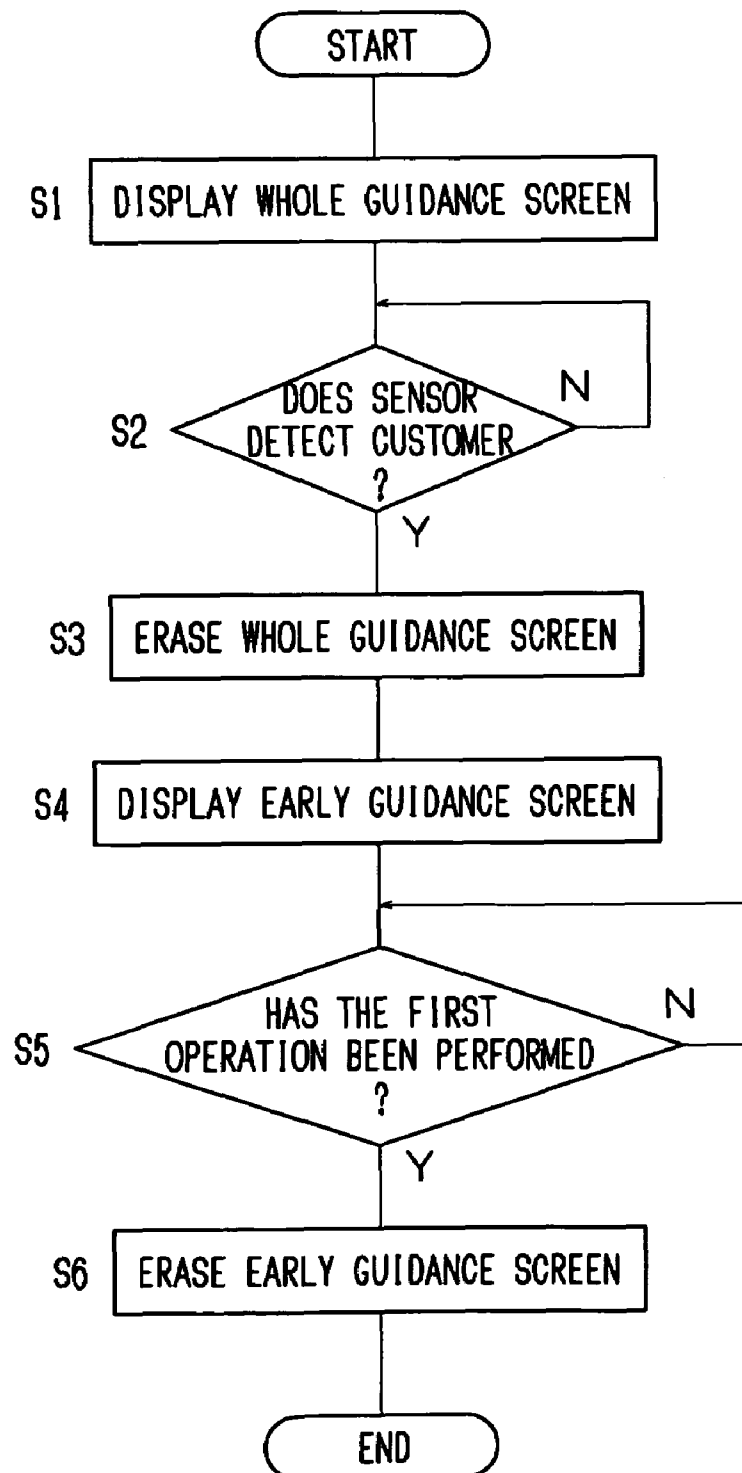 START
S1 DISPLAY WHOLE GUIDANCE SCREEN
DOES SENSOR
N
S2
DETECT CUSTOMER
?
Y
S3 ERASE WHOLE GUIDANCE SCREEN
S4 DISPLAY EARLY GUIDANCE SCREEN
HAS THE FIRST
N
S5
OPERATION BEEN PERFORMED
?
Y
S6 ERASE EARLY GUIDANCE SCREEN
END